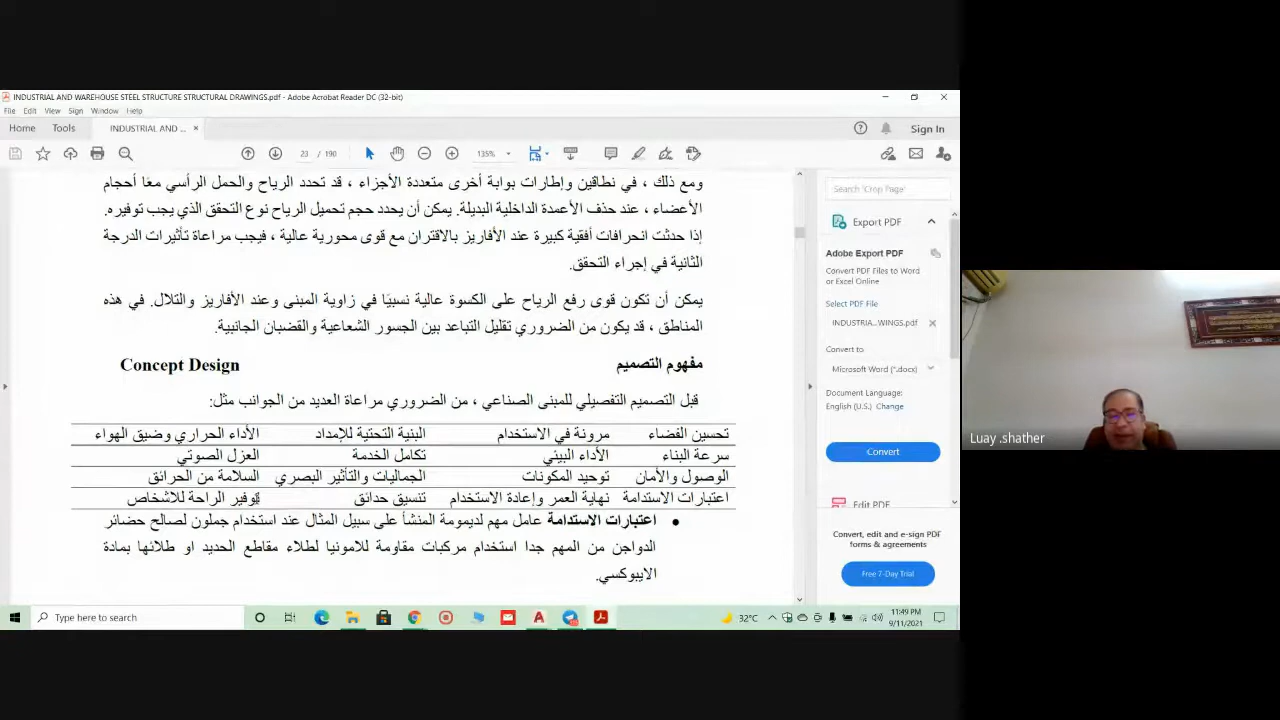 INDUSTRIAL AND WAREHOUSE STEEL STRUCTURE STRUCTURAL DRAWINGS.pdf - Adobe Acrobat Reader DC (32-bit)
File Edit View Sign Window Help
Home Tools INDUSTRIAL AND ... × Sign In
23 / 190 135%
ومع ذلك ، في نطاقين وإطارات بوابة أخرى متعددة الأجزاء ، قد تحدد الرياح والحمل الرأسي معًا أحجام
الأعضاء ، عند حذف الأعمدة الداخلية البديلة. يمكن أن يحدد حجم تحميل الرياح نوع التحقق الذي يجب توفيره.
إذا حدثت انحرافات أفقية كبيرة عند الأفاريز بالاقتران مع قوى محورية عالية ، فيجب مراعاة تأثيرات الدرجة
الثانية في إجراء التحقق.
يمكن أن تكون قوى رفع الرياح على الكسوة عالية نسبيًا في زاوية المبنى وعند الأفاريز والتلال. في هذه
المناطق ، قد يكون من الضروري تقليل التباعد بين الجسور الشعاعية والقضبان الجانبية.
مفهوم التصميم Concept Design
قبل التصميم التفصيلي للمبنى الصناعي ، من الضروري مراعاة العديد من الجوانب مثل:
تحسين الفضاء مرونة في الاستخدام البنية التحتية للإمداد الأداء الحراري وضيق الهواء
سرعة البناء الأداء البيئي تكامل الخدمة العزل الصوتي
الوصول والأمان توحيد المكونات الجماليات والتأثير البصري السلامة من الحرائق
اعتبارات الاستدامة نهاية العمر وإعادة الاستخدام تنسيق حدائق توفير الراحة للاشخاص
• اعتبارات الاستدامة عامل مهم لديمومة المنشأ على سبيل المثال عند استخدام جملون لصالح حضائر
الدواجن من المهم جدا استخدام مركبات مقاومة للامونيا لطلاء مقاطع الحديد او طلائها بمادة
الايبوكسي.
Search 'Crop Page'
Export PDF
Adobe Export PDF
Convert PDF Files to Word
or Excel Online
Select PDF File
INDUSTRIA...WINGS.pdf ×
Convert to
Microsoft Word (*.docx)
Document Language:
English (U.S.) Change
Convert
Edit PDF
Convert, edit and e-sign PDF
forms & agreements
Free 7-Day Trial
Type here to search
32°C
11:49 PM
9/11/2021
Luay .shather